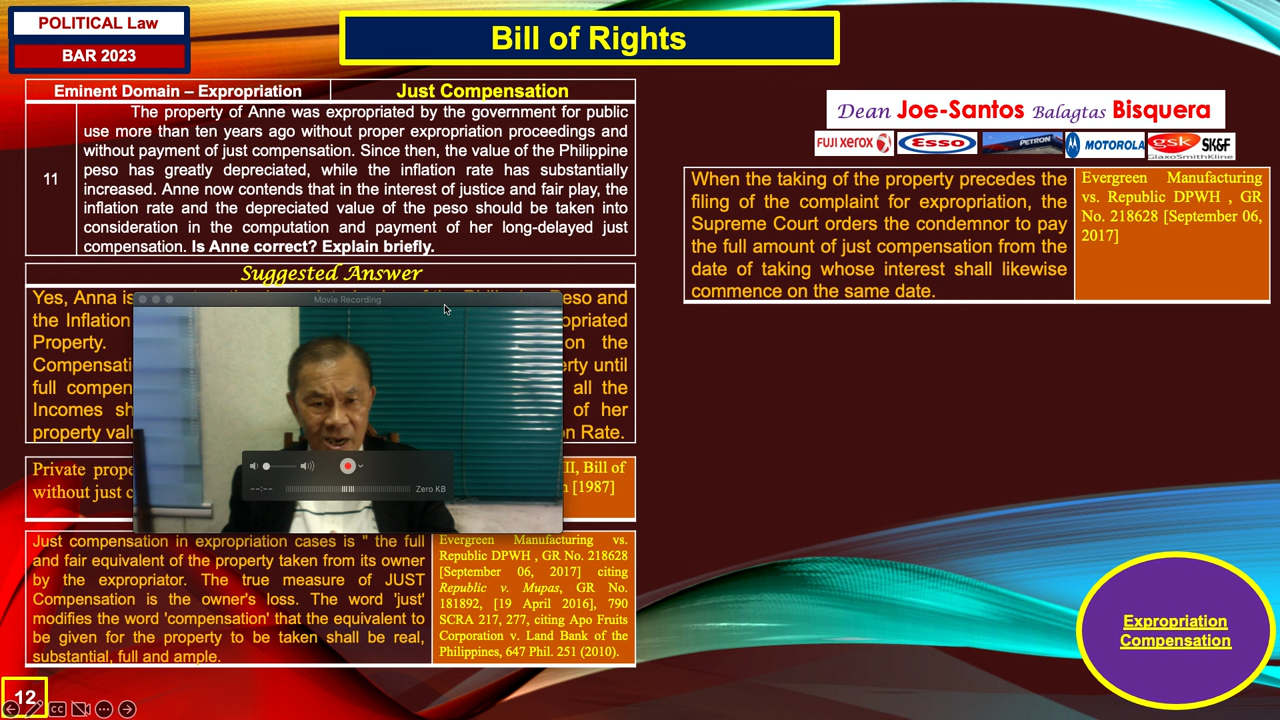 POLITICAL Law
BAR 2023
Bill of Rights
Eminent Domain – Expropriation
Just Compensation
11
The property of Anne was expropriated by the government for public
use more than ten years ago without proper expropriation proceedings and
without payment of just compensation. Since then, the value of the Philippine
peso has greatly depreciated, while the inflation rate has substantially
increased. Anne now contends that in the interest of justice and fair play, the
inflation rate and the depreciated value of the peso should be taken into
consideration in the computation and payment of her long-delayed just
compensation. Is Anne correct? Explain briefly.
Suggested Answer
Yes, Anna is Peso and
the Inflation
Property. on the
until
full all the
Incomes of her
property Rate.
Movie Recording
--:--
Zero KB
Private
without just
Bill of
[1987]
Just compensation in expropriation cases is " the full
and fair equivalent of the property taken from its owner
by the expropriator. The true measure of JUST
Compensation is the owner's loss. The word 'just'
modifies the word 'compensation' that the equivalent to
be given for the property to be taken shall be real,
substantial, full and ample.
Evergreen Manufacturing vs.
Republic DPWH , GR No. 218628
[September 06, 2017] citing
Republic v. Mupas, GR No.
181892, [19 April 2016], 790
SCRA 217, 277, citing Apo Fruits
Corporation v. Land Bank of the
Philippines, 647 Phil. 251 (2010).
12
CC
Dean Joe-Santos Balagtas Bisquera
FUJI XEROX
ESSO
PETRON
MOTOROLA
gsk
GlaxoSmithKline
SK&F
When the taking of the property precedes the
filing of the complaint for expropriation, the
Supreme Court orders the condemnor to pay
the full amount of just compensation from the
date of taking whose interest shall likewise
commence on the same date.
Evergreen Manufacturing
vs. Republic DPWH , GR
No. 218628 [September 06,
2017]
Expropriation
Compensation